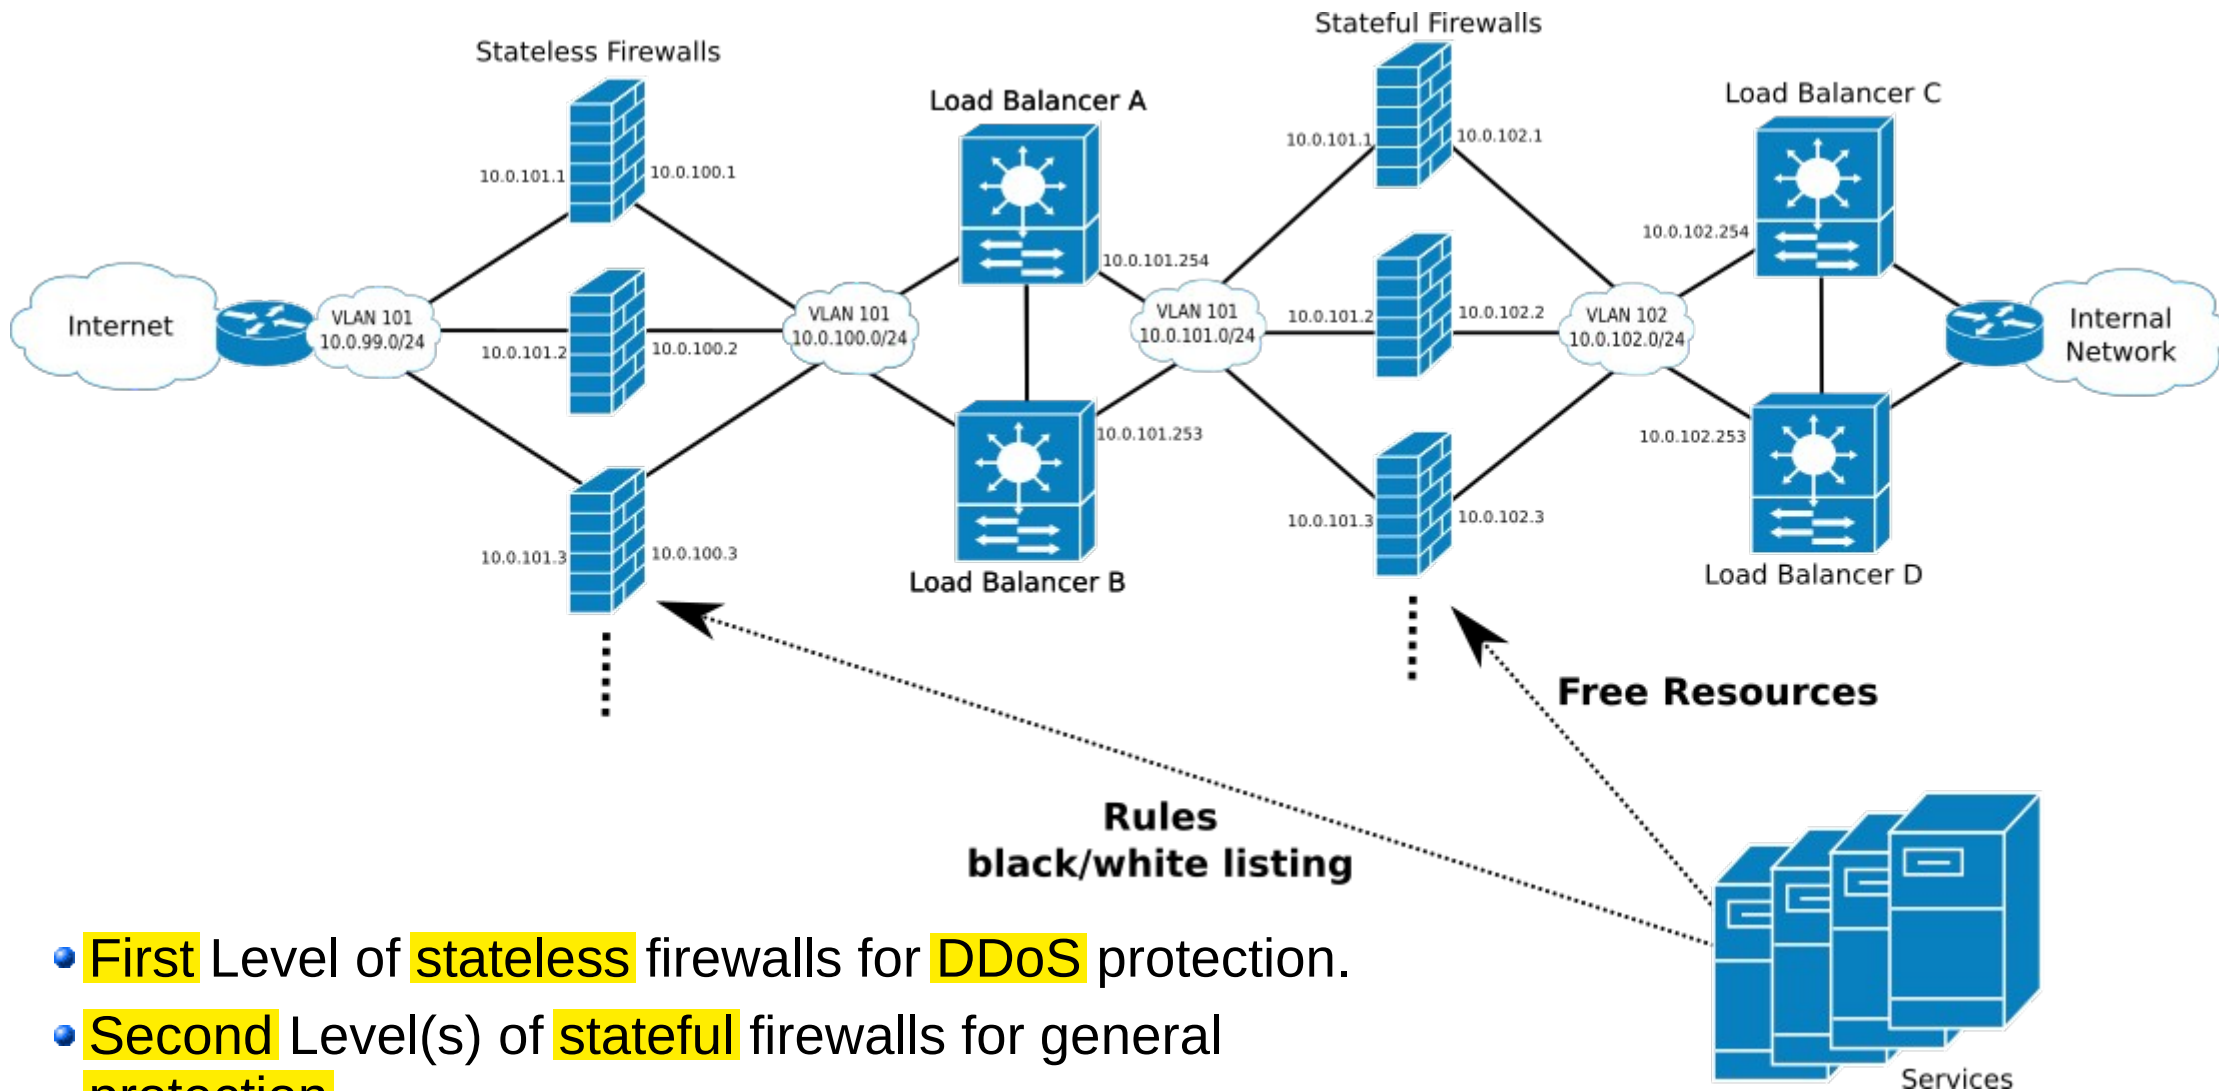 Stateful Firewalls
Stateless Firewalls
Load Balancer A
Load Balancer C
10.0.101.1
10.0.102.1
10.0.101.1
10.0.100.1
10.0.102.254
10.0.101.254
Internet
VLAN 101
10.0.99.0/24
VLAN 101
10.0.100.0/24
VLAN 101
10.0.101.0/24
10.0.101.2
10.0.102.2
VLAN 102
10.0.102.0/24
Internal
Network
10.0.101.2
10.0.100.2
10.0.101.253
10.0.102.253
10.0.101.3
10.0.102.3
10.0.101.3
10.0.100.3
Load Balancer B
Load Balancer D
Free Resources
Rules
black/white listing
First Level of stateless firewalls for DDoS protection.
Second Level(s) of stateful firewalls for general
protection
Services